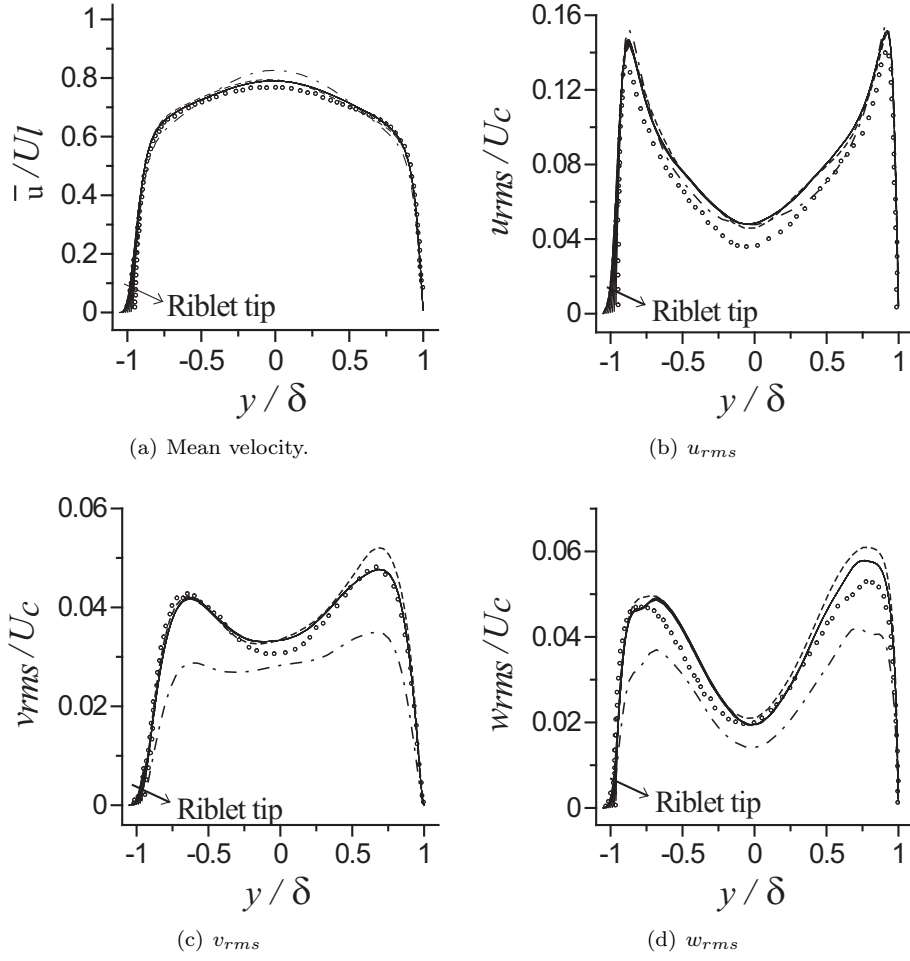 1
0.8
0.6
0.4
0.2
0
u̅ / Ul
Riblet tip
-1 -0.5 0 0.5 1
y / δ
(a) Mean velocity.
0.16
0.12
0.08
0.04
0
urms / Uc
Riblet tip
-1 -0.5 0 0.5 1
y / δ
(b) urms
0.06
0.04
0.02
0
vrms / Uc
Riblet tip
-1 -0.5 0 0.5 1
y / δ
(c) vrms
0.06
0.04
0.02
0
wrms / Uc
Riblet tip
-1 -0.5 0 0.5 1
y / δ
(d) wrms